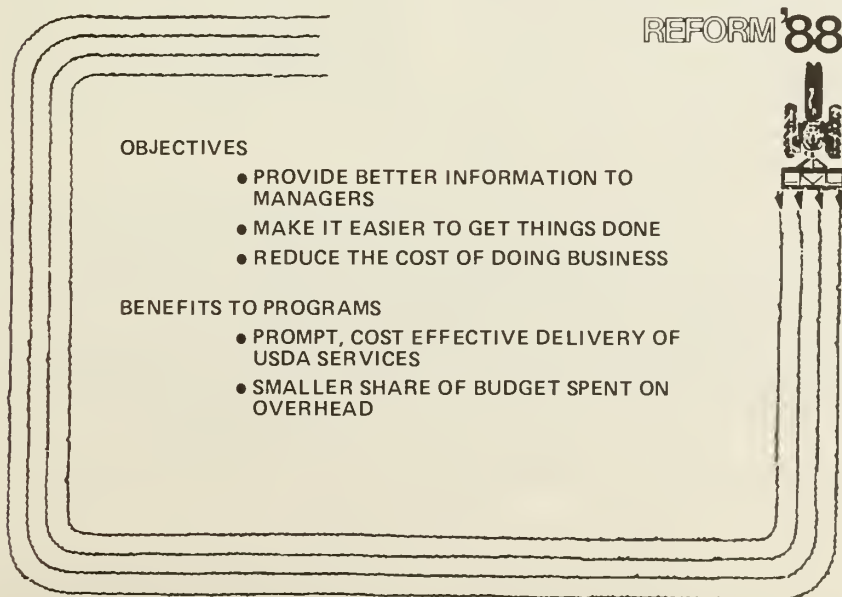 REFORM '88
OBJECTIVES
• PROVIDE BETTER INFORMATION TO
MANAGERS
• MAKE IT EASIER TO GET THINGS DONE
• REDUCE THE COST OF DOING BUSINESS
BENEFITS TO PROGRAMS
• PROMPT, COST EFFECTIVE DELIVERY OF
USDA SERVICES
• SMALLER SHARE OF BUDGET SPENT ON
OVERHEAD